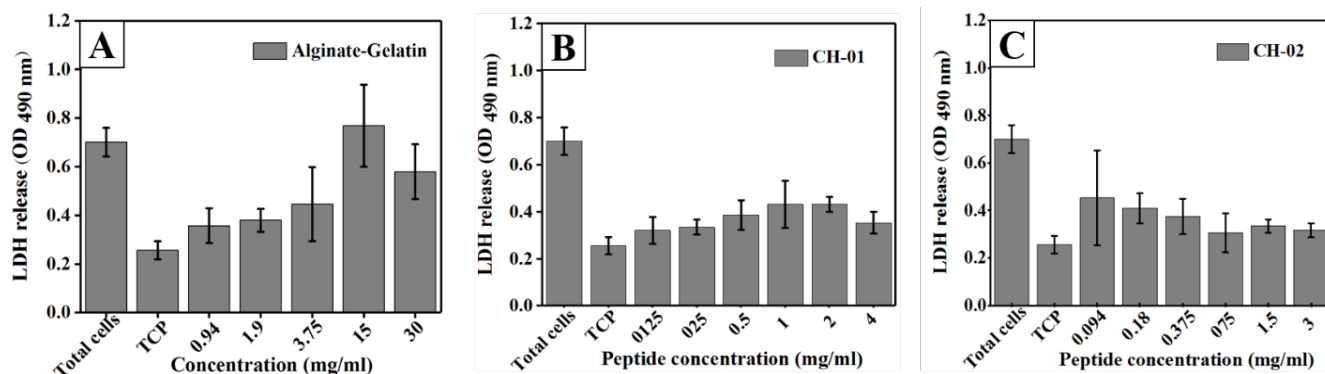 A
Alginate-Gelatin
LDH release (OD 490 nm)
1.2
1.0
0.8
0.6
0.4
0.2
0.0
Total cells
TCP
0.94
1.9
3.75
15
30
Concentration (mg/ml)
B
CH-01
LDH release (OD 490 nm)
1.2
1.0
0.8
0.6
0.4
0.2
0.0
Total cells
TCP
0125
025
0.5
1
2
4
Peptide concentration (mg/ml)
C
CH-02
LDH release (OD 490 nm)
1.2
1.0
0.8
0.6
0.4
0.2
0.0
Total cells
TCP
0.094
0.18
0.375
075
1.5
3
Peptide concentration (mg/ml)